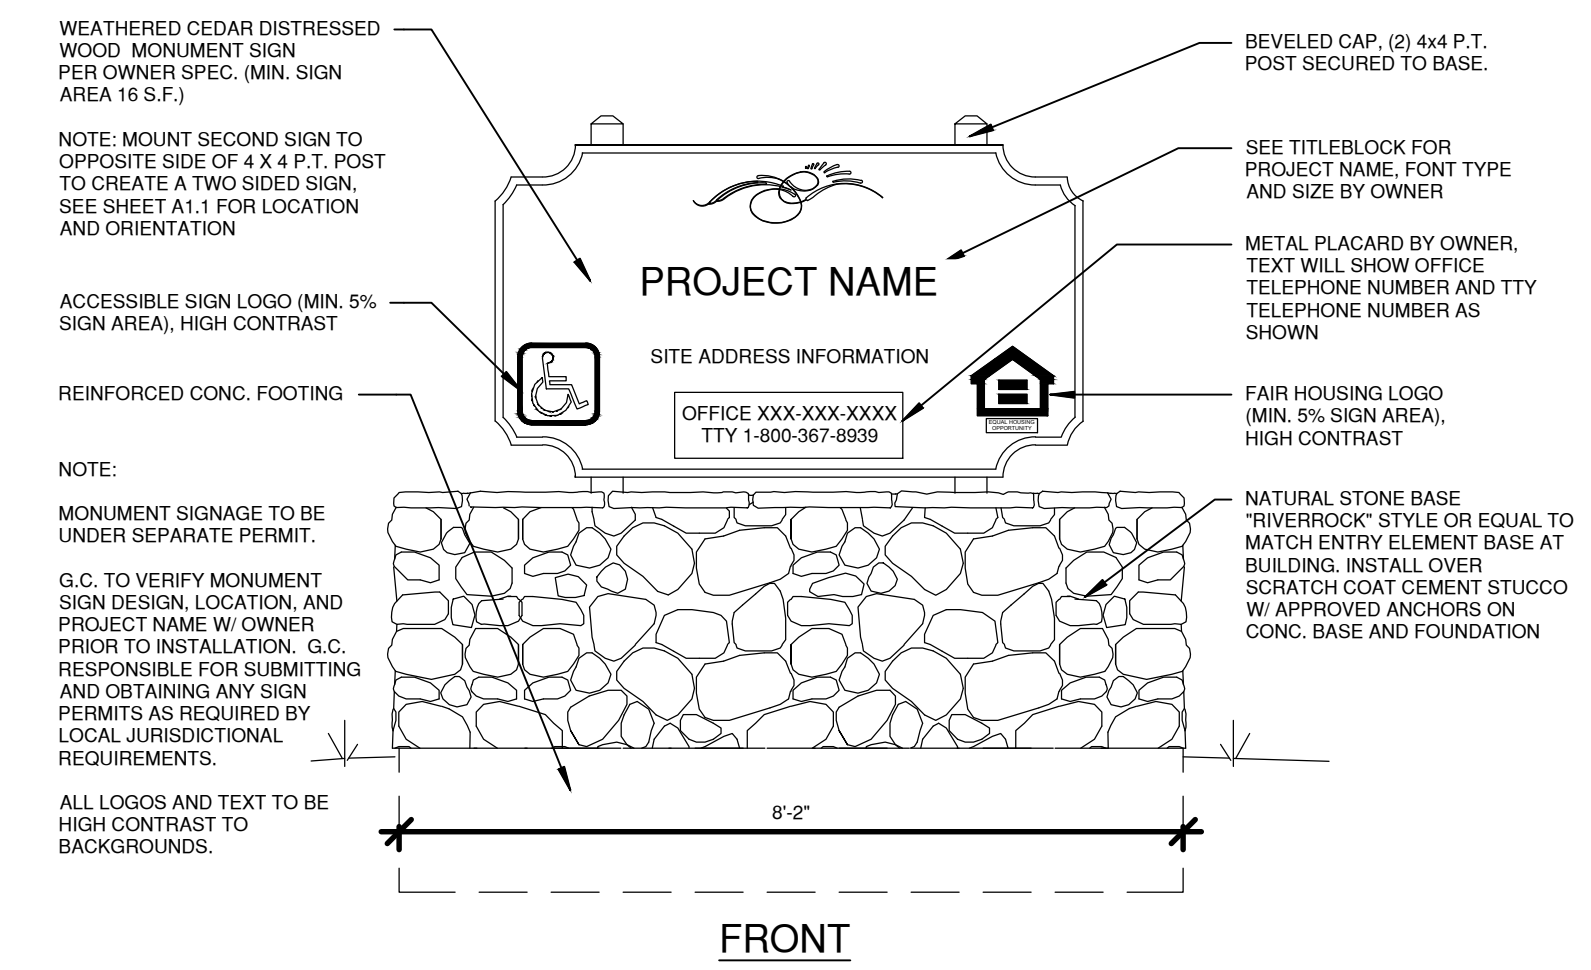 WEATHERED CEDAR DISTRESSED
WOOD MONUMENT SIGN
PER OWNER SPEC. (MIN. SIGN
AREA 16 S.F.)
NOTE: MOUNT SECOND SIGN TO
OPPOSITE SIDE OF 4 X 4 P.T. POST
TO CREATE A TWO SIDED SIGN,
SEE SHEET A1.1 FOR LOCATION
AND ORIENTATION
ACCESSIBLE SIGN LOGO (MIN. 5%
SIGN AREA), HIGH CONTRAST
REINFORCED CONC. FOOTING
NOTE:
MONUMENT SIGNAGE TO BE
UNDER SEPARATE PERMIT.
G.C. TO VERIFY MONUMENT
SIGN DESIGN, LOCATION, AND
PROJECT NAME W/ OWNER
PRIOR TO INSTALLATION. G.C.
RESPONSIBLE FOR SUBMITTING
AND OBTAINING ANY SIGN
PERMITS AS REQUIRED BY
LOCAL JURISDICTIONAL
REQUIREMENTS.
ALL LOGOS AND TEXT TO BE
HIGH CONTRAST TO
BACKGROUNDS.
PROJECT NAME
SITE ADDRESS INFORMATION
OFFICE XXX-XXX-XXXX
TTY 1-800-367-8939
EQUAL HOUSING
OPPORTUNITY
BEVELED CAP, (2) 4x4 P.T.
POST SECURED TO BASE.
SEE TITLEBLOCK FOR
PROJECT NAME, FONT TYPE
AND SIZE BY OWNER
METAL PLACARD BY OWNER,
TEXT WILL SHOW OFFICE
TELEPHONE NUMBER AND TTY
TELEPHONE NUMBER AS
SHOWN
FAIR HOUSING LOGO
(MIN. 5% SIGN AREA),
HIGH CONTRAST
NATURAL STONE BASE
"RIVERROCK" STYLE OR EQUAL TO
MATCH ENTRY ELEMENT BASE AT
BUILDING. INSTALL OVER
SCRATCH COAT CEMENT STUCCO
W/ APPROVED ANCHORS ON
CONC. BASE AND FOUNDATION
8'-2"
FRONT